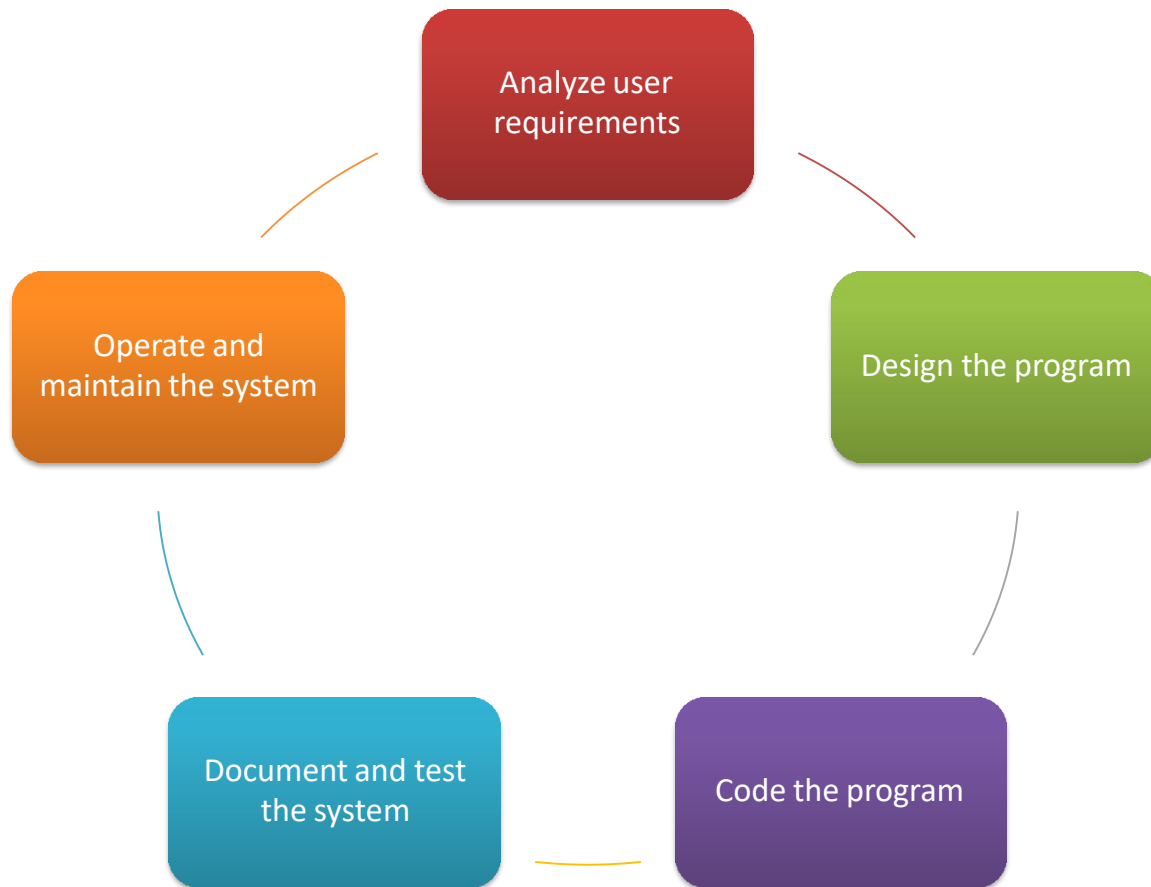 Analyze user
requirements
Design the program
Code the program
Document and test
the system
Operate and
maintain the system